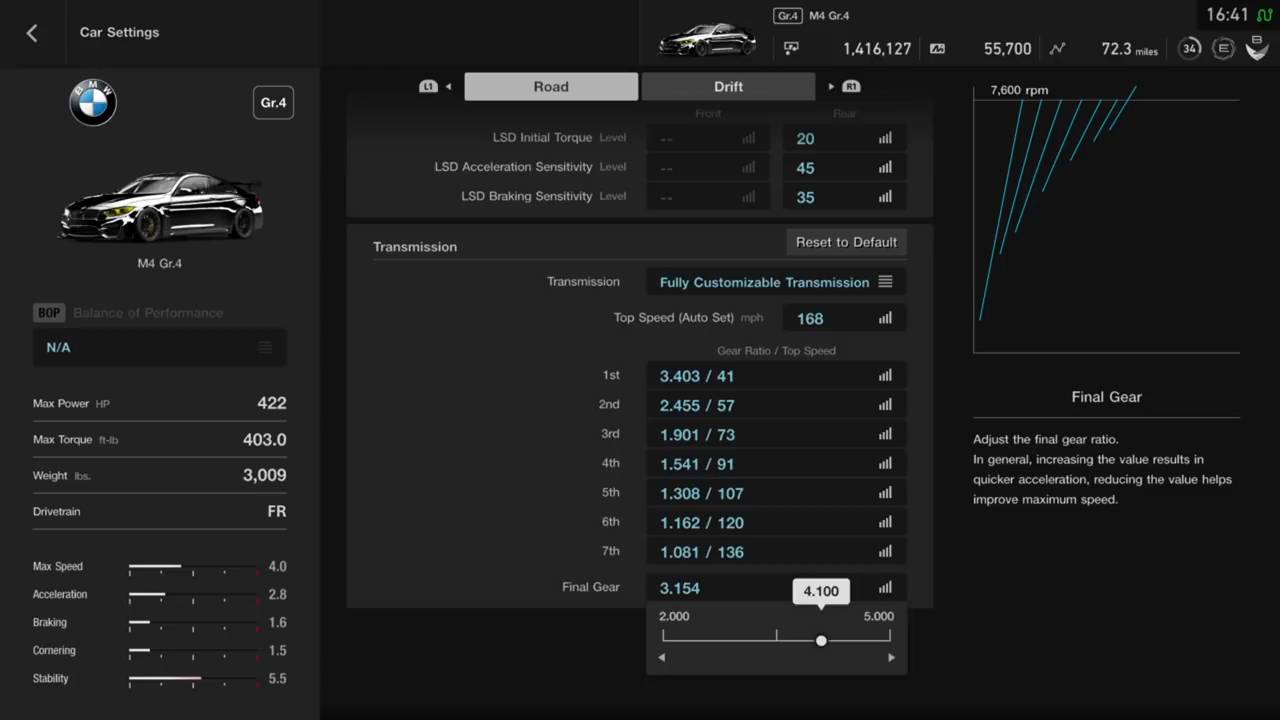 Car Settings
Gr.4 M4 Gr.4
16:41
1,416,127 55,700 72.3 miles 34 E B
BMW
Gr.4
M4 Gr.4
BOP Balance of Performance
N/A
Max Power HP 422
Max Torque ft-lb 403.0
Weight lbs. 3,009
Drivetrain FR
Max Speed 4.0
Acceleration 2.8
Braking 1.6
Cornering 1.5
Stability 5.5
L1 Road Drift R1
Front Rear
LSD Initial Torque Level -- 20
LSD Acceleration Sensitivity Level -- 45
LSD Braking Sensitivity Level -- 35
Transmission Reset to Default
Transmission Fully Customizable Transmission
Top Speed (Auto Set) mph 168
Gear Ratio / Top Speed
1st 3.403 / 41
2nd 2.455 / 57
3rd 1.901 / 73
4th 1.541 / 91
5th 1.308 / 107
6th 1.162 / 120
7th 1.081 / 136
Final Gear 3.154
4.100
2.000 5.000
7,600 rpm
Final Gear
Adjust the final gear ratio.
In general, increasing the value results in
quicker acceleration, reducing the value helps
improve maximum speed.